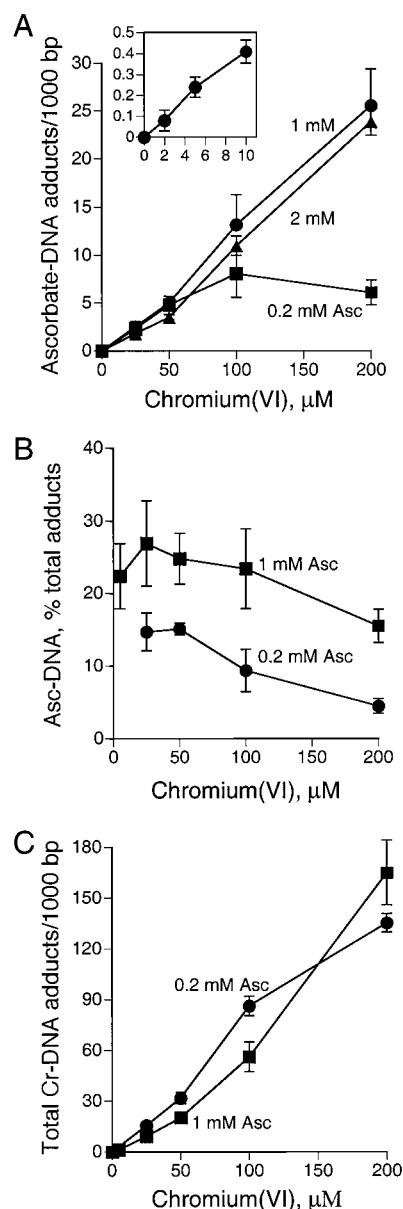 A
Ascorbate-DNA adducts/1000 bp
30
25
20
15
10
5
0
0.5
0.4
0.3
0.2
0.1
0
0 2 4 6 8 10
1 mM
2 mM
0.2 mM Asc
0 50 100 150 200
Chromium(VI), μM
B
Asc-DNA, % total adducts
40
30
20
10
0
1 mM Asc
0.2 mM Asc
0 50 100 150 200
Chromium(VI), μM
C
Total Cr-DNA adducts/1000 bp
180
150
120
90
60
30
0
0.2 mM Asc
1 mM Asc
0 50 100 150 200
Chromium(VI), μM